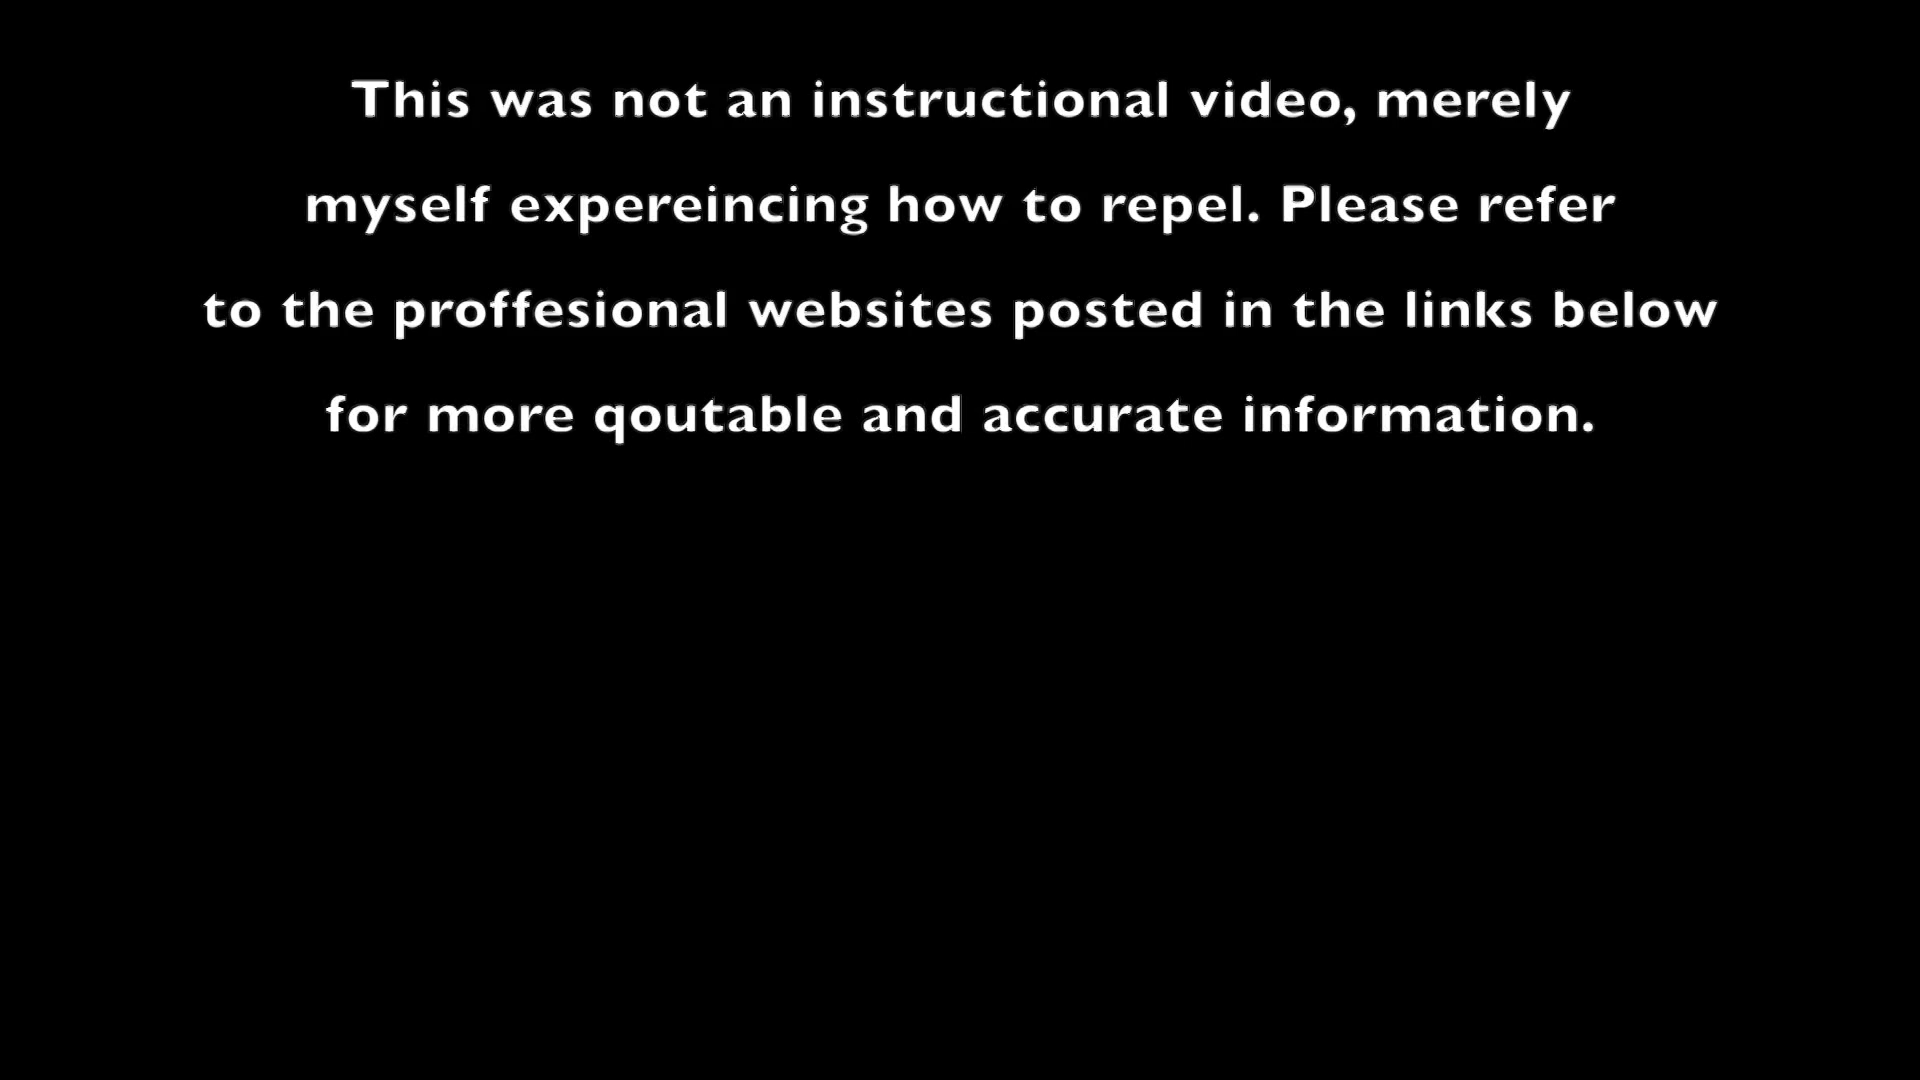 This was not an instructional video, merely
myself expereincing how to repel. Please refer
to the proffesional websites posted in the links below
for more qoutable and accurate information.